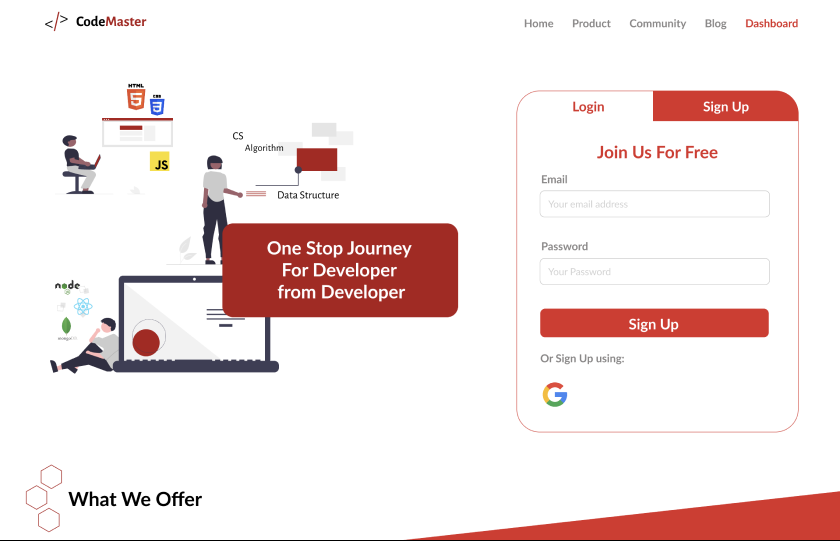 </> CodeMaster
Home Product Community Blog Dashboard
HTML
5
CSS
3
JS
CS
Algorithm
Data Structure
One Stop Journey
For Developer
from Developer
node
Login Sign Up
Join Us For Free
Email
Your email address
Password
Your Password
Sign Up
Or Sign Up using:
G
What We Offer